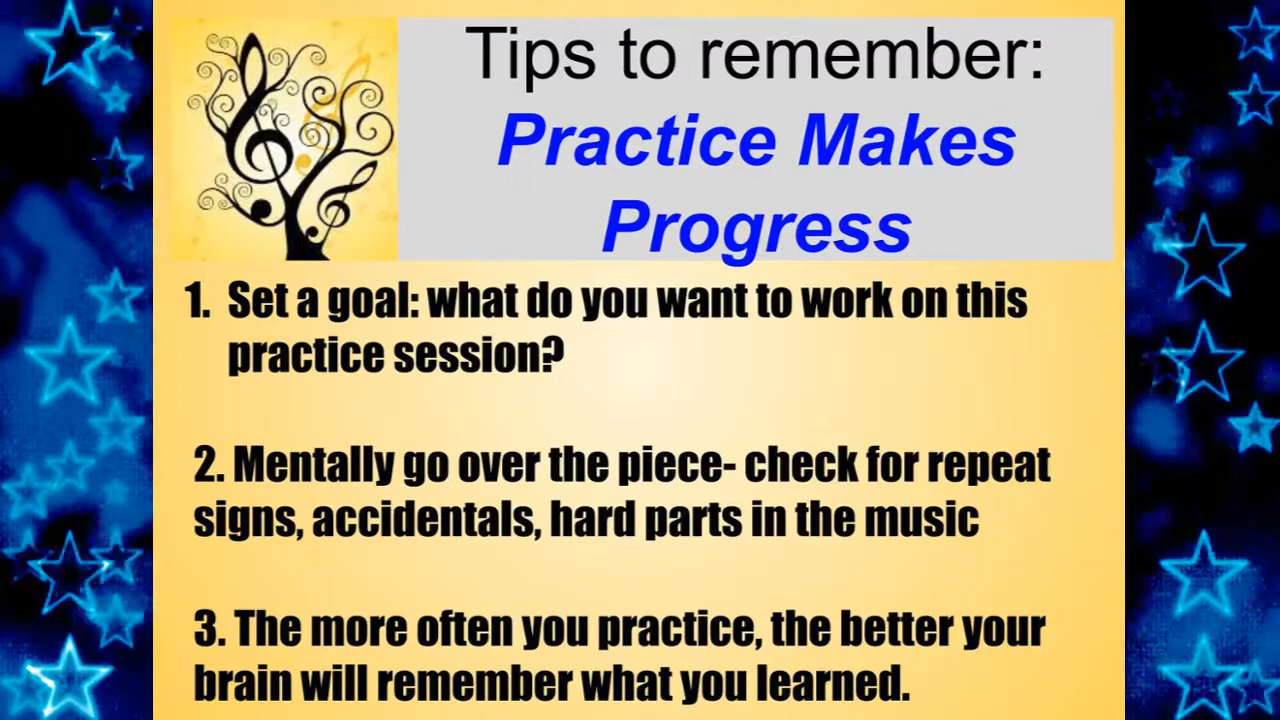 Tips to remember:
Practice Makes
Progress
1. Set a goal: what do you want to work on this
practice session?
2. Mentally go over the piece- check for repeat
signs, accidentals, hard parts in the music
3. The more often you practice, the better your
brain will remember what you learned.